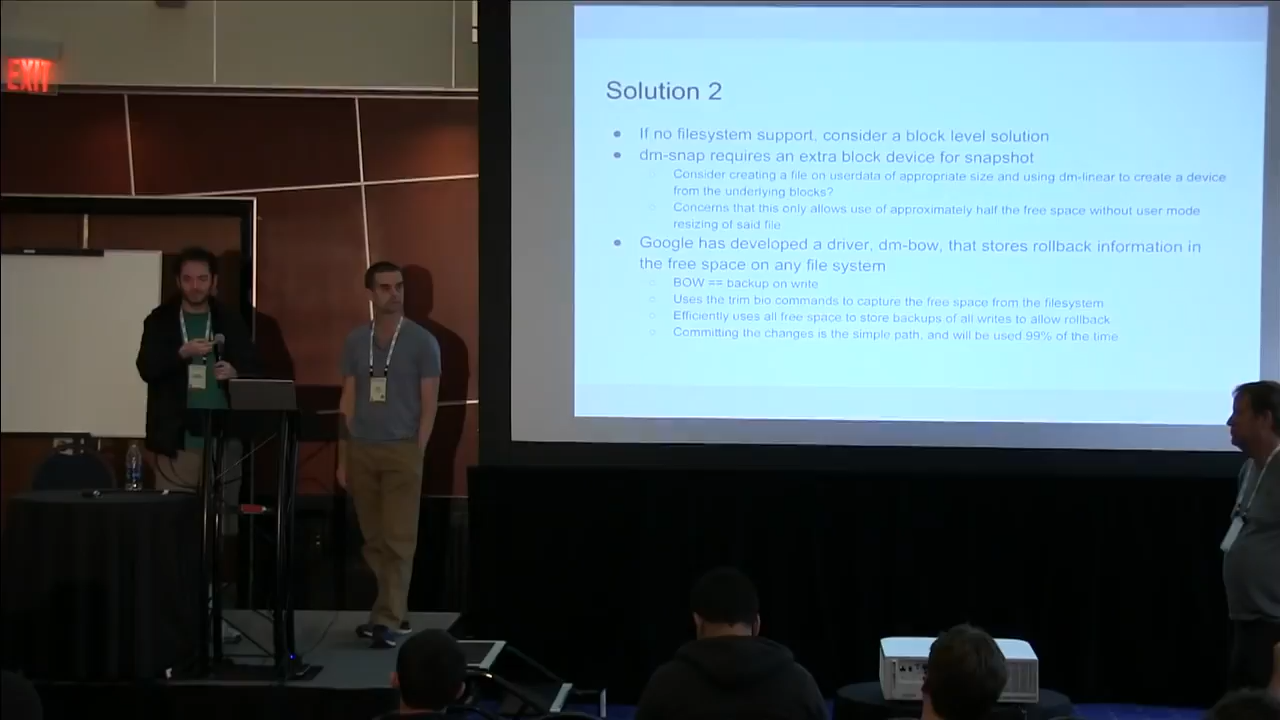 EXIT
Solution 2
If no filesystem support, consider a block level solution
dm-snap requires an extra block device for snapshot
Consider creating a file on userdata of appropriate size and using dm-linear to create a device
from the underlying blocks?
Concerns that this only allows use of approximately half the free space without user mode
resizing of said file
Google has developed a driver, dm-bow, that stores rollback information in
the free space on any file system
BOW == backup on write
Uses the trim bio commands to capture the free space from the filesystem
Efficiently uses all free space to store backups of all writes to allow rollback
Committing the changes is the simple path, and will be used 99% of the time